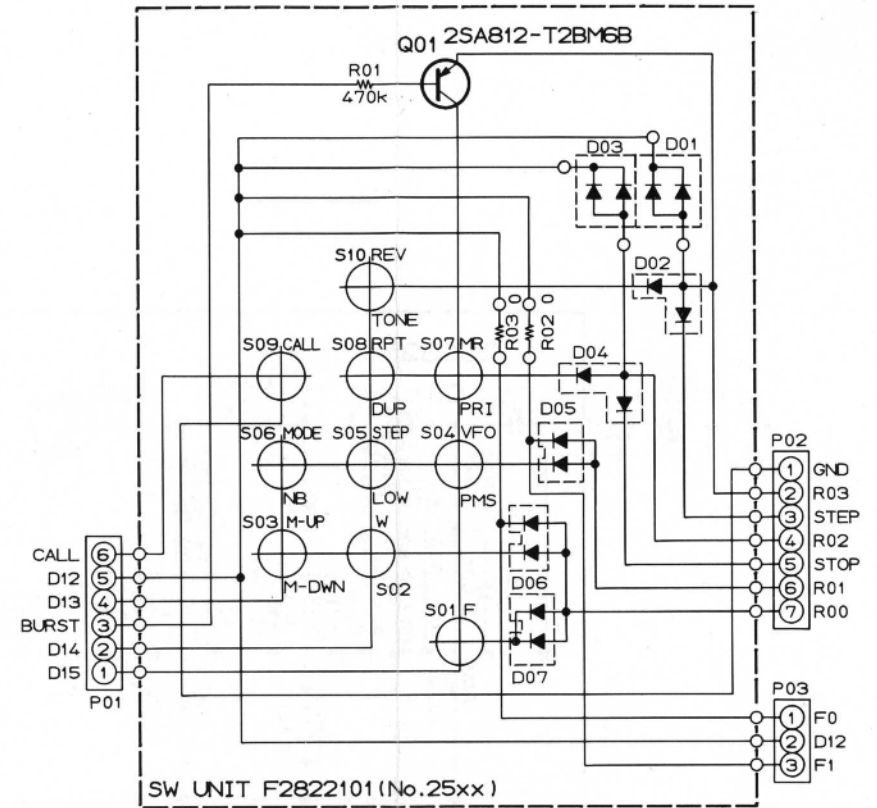 Q01 2SA812-T2BM6B
R01
470k
D03 D01
S10 REV
D02
TONE
R03 0
R02 0
S09 CALL S08 RPT S07 MR
D04
DUP PRI
D05
S06 MODE S05 STEP S04 VFO
NB LOW PMS
S03 M-UP W
M-DWN S02
D06
S01 F
D07
CALL 6
D12 5
D13 4
BURST 3
D14 2
D15 1
P01
P02
1 GND
2 R03
3 STEP
4 R02
5 STOP
6 R01
7 R00
P03
1 F0
2 D12
3 F1
SW UNIT F2822101(No.25xx)